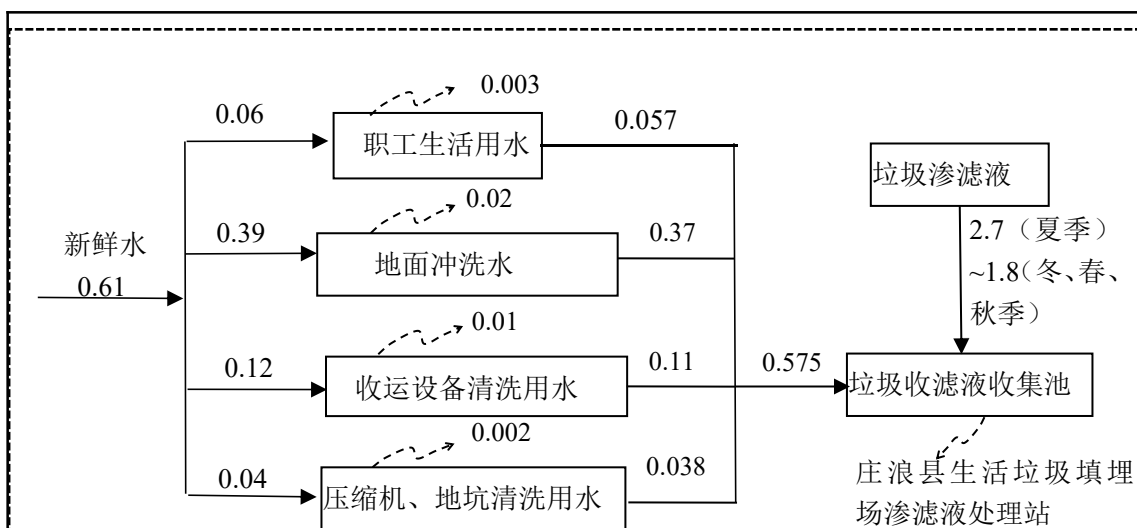 0.003
0.06
职工生活用水
0.057
垃圾渗滤液
0.02
新鲜水
0.39
地面冲洗水
0.37
2.7（夏季）
~1.8（冬、春、
秋季）
0.61
0.01
0.12
收运设备清洗用水
0.11
0.575
垃圾收滤液收集池
0.002
0.04
压缩机、地坑清洗用水
0.038
庄浪县生活垃圾填埋
场渗滤液处理站